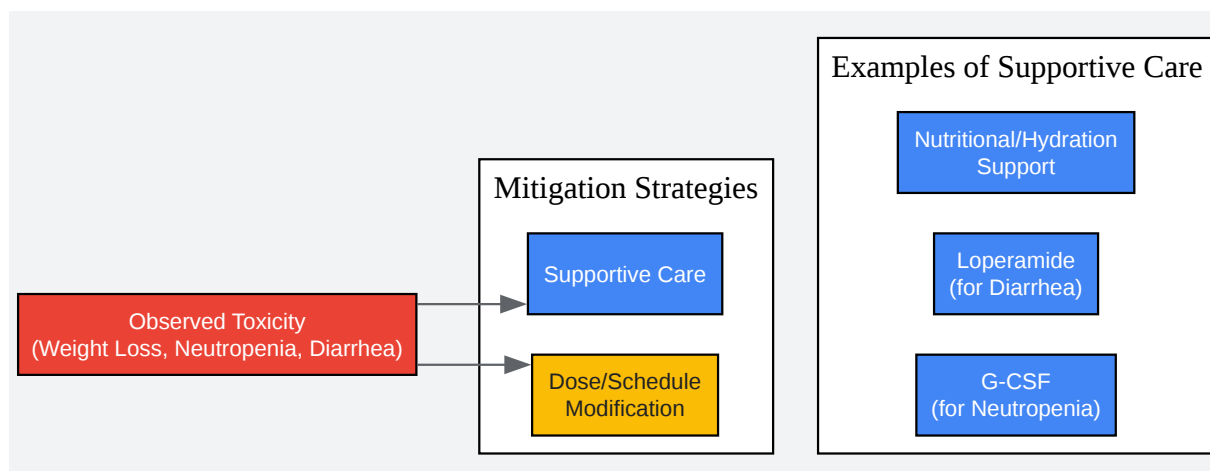 Observed Toxicity
(Weight Loss, Neutropenia, Diarrhea)
Mitigation Strategies
Supportive Care
Dose/Schedule
Modification
Examples of Supportive Care
Nutritional/Hydration
Support
Loperamide
(for Diarrhea)
G-CSF
(for Neutropenia)